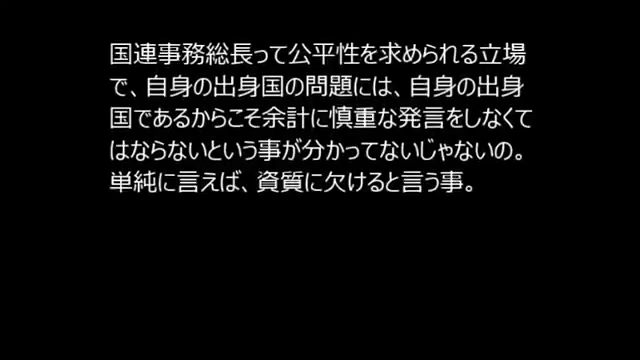 国連事務総長って公平性を求められる立場
で、自身の出身国の問題には、自身の出身
国であるからこそ余計に慎重な発言をしなくて
はならないという事が分かってないじゃないの。
単純に言えば、資質に欠けると言う事。